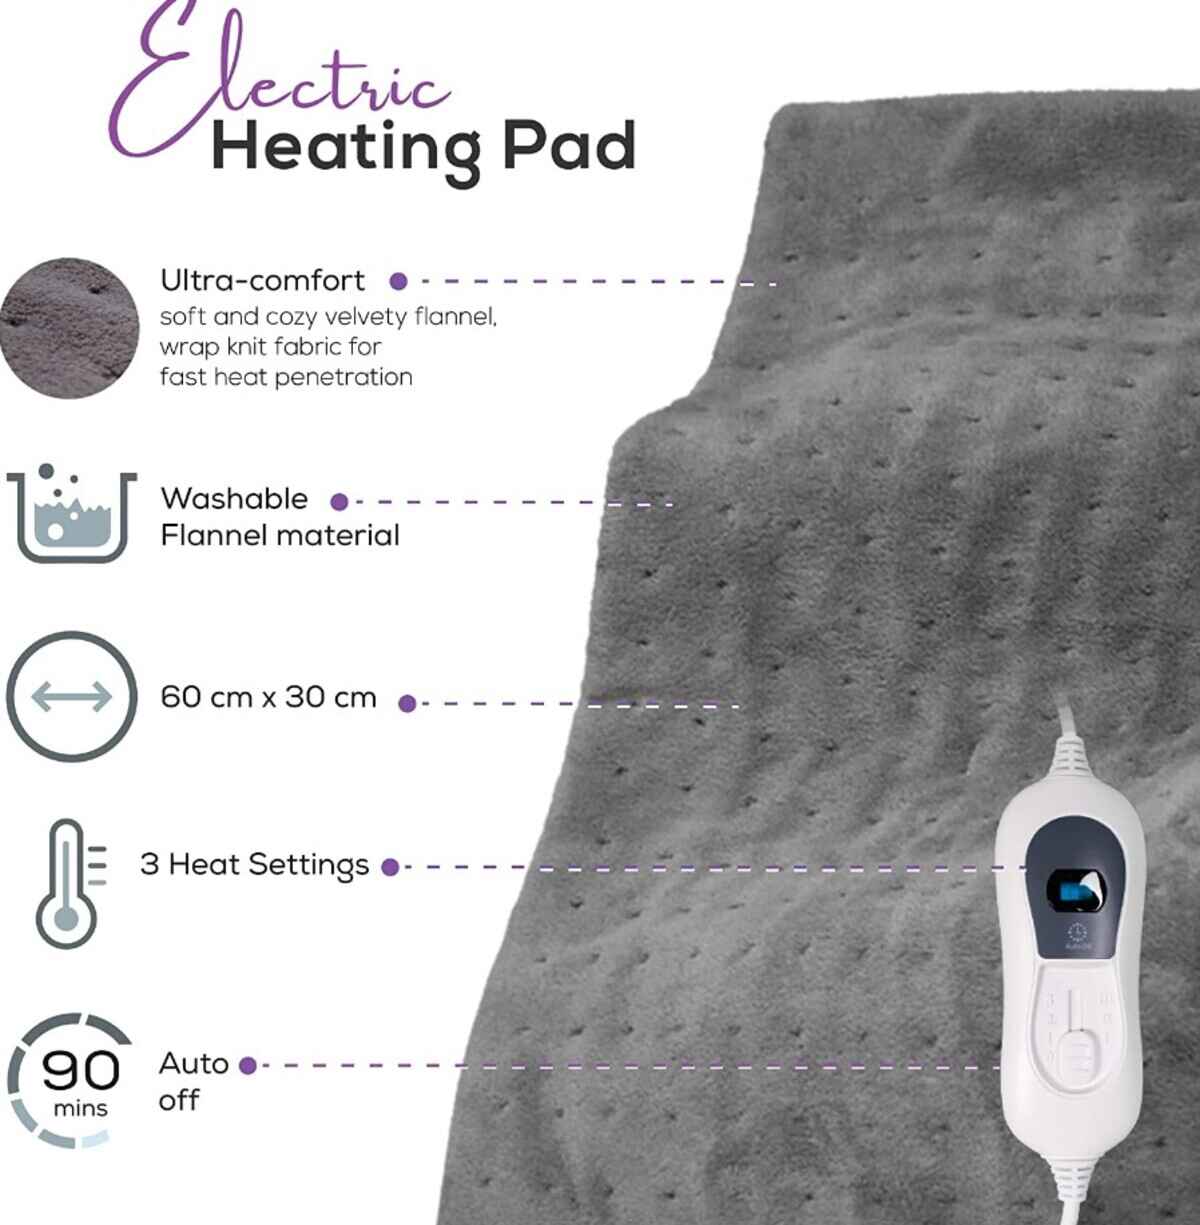 Electric
Heating Pad
Ultra-comfort
soft and cozy velvety flannel,
wrap knit fabric for
fast heat penetration
Washable
Flannel material
60 cm x 30 cm
3 Heat Settings
90
mins
Auto
off